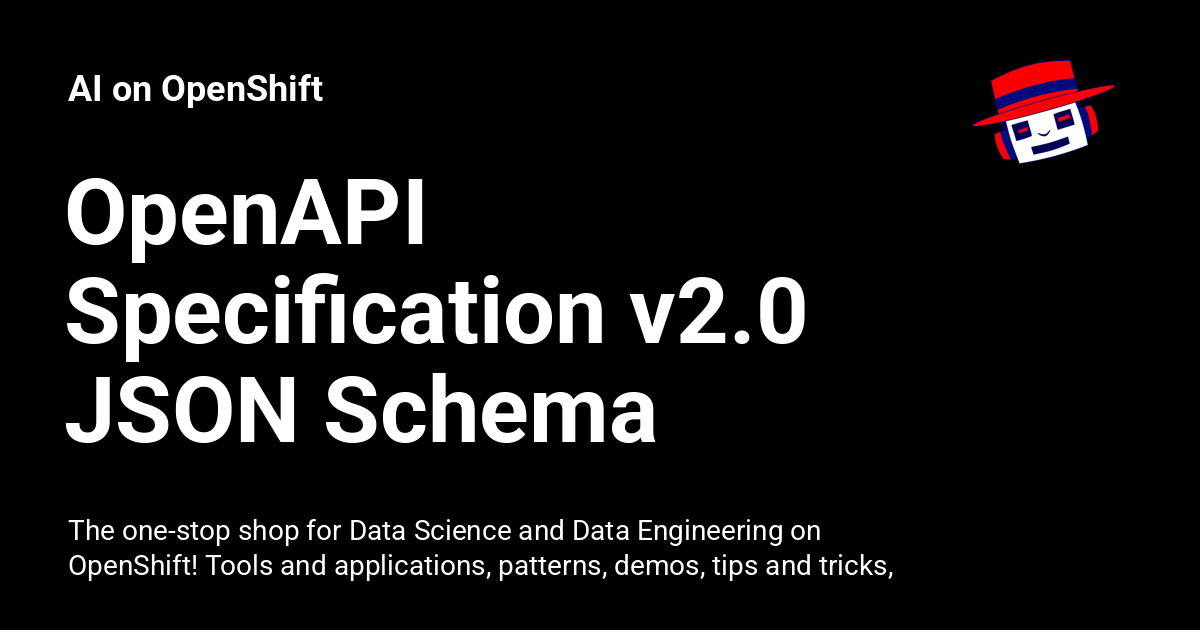 AI on OpenShift
OpenAPI
Specification v2.0
JSON Schema
The one-stop shop for Data Science and Data Engineering on
OpenShift! Tools and applications, patterns, demos, tips and tricks,